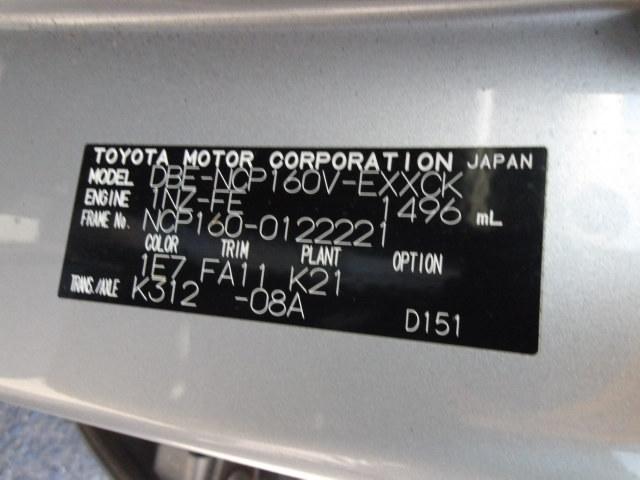 TOYOTA MOTOR CORPORATION JAPAN
MODEL DBE-NCP160V-EXXCK
ENGINE 1NZ-FE 1496 mL
FRAME No. NCP160-0122221
COLOR TRIM PLANT OPTION
1E7 FA11 K21
TRANS./AXLE K312 -08A
D151